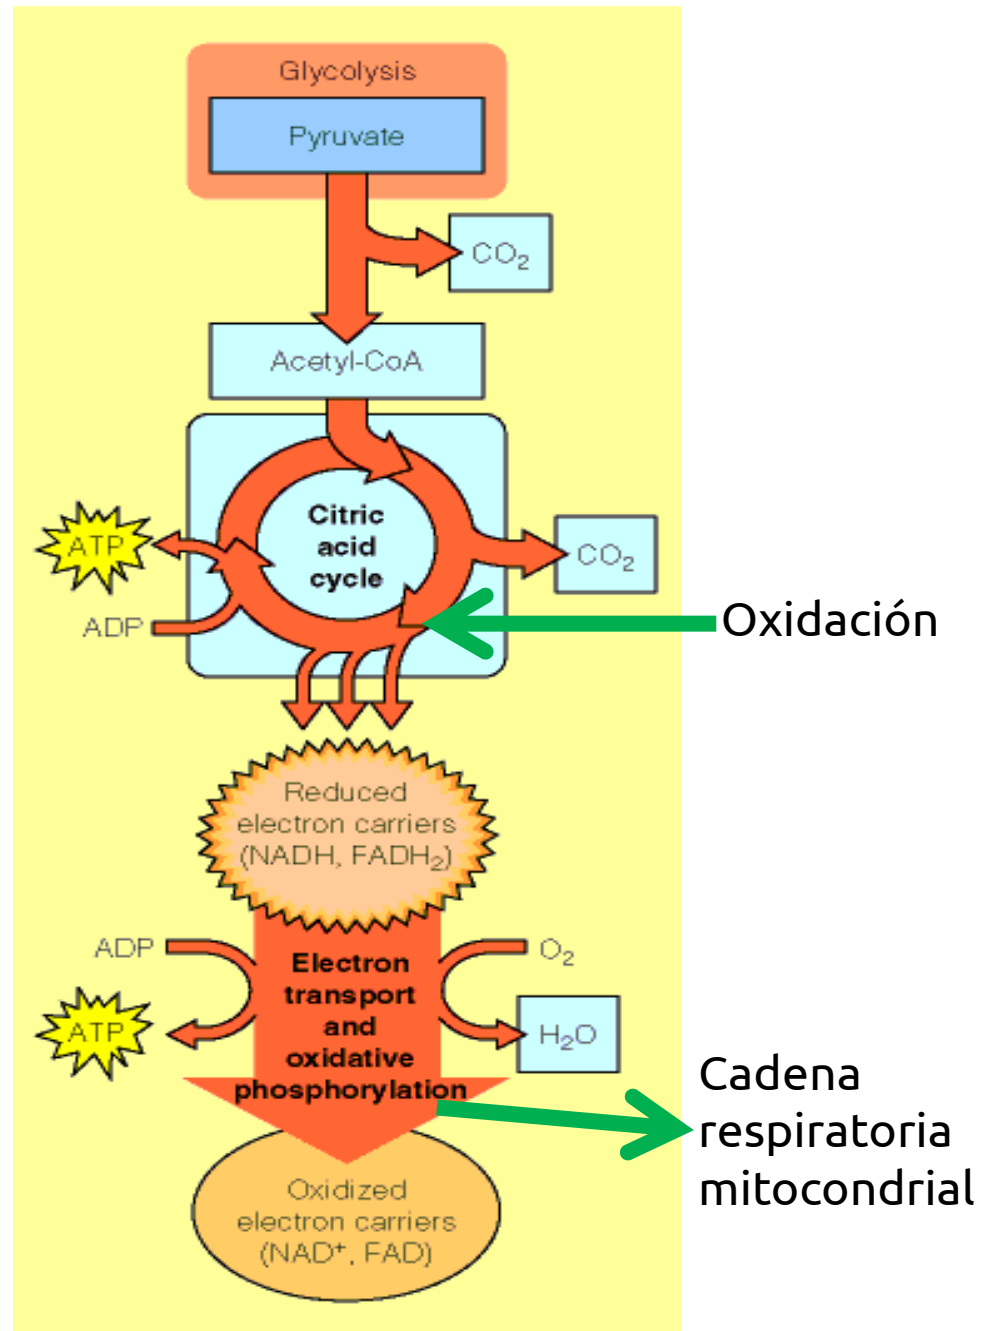 Glycolysis
Pyruvate
CO₂
Acetyl-CoA
Citric
acid
cycle
ATP
CO₂
ADP
Oxidación
Reduced
electron carriers
(NADH, FADH₂)
ADP
O₂
Electron
transport
and
oxidative
phosphorylation
ATP
H₂O
Cadena
respiratoria
mitocondrial
Oxidized
electron carriers
(NAD⁺, FAD)